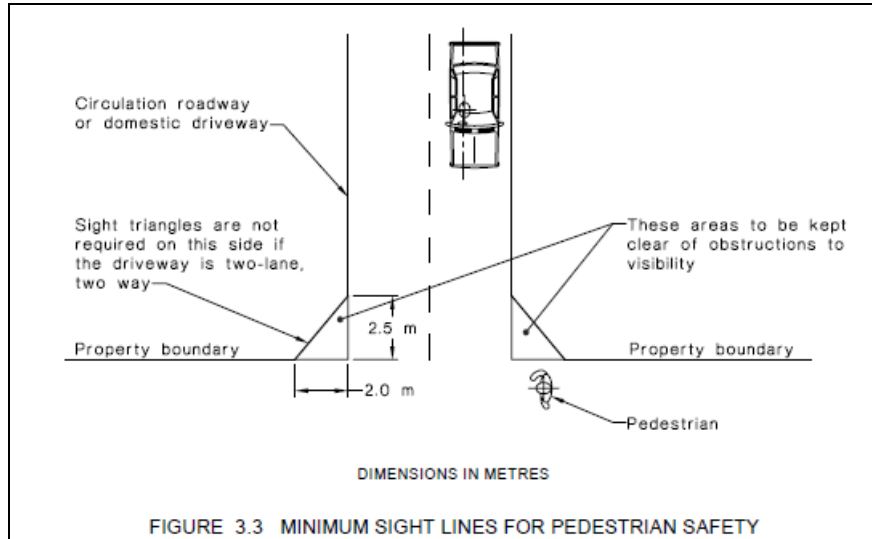 Circulation roadway
or domestic driveway
Sight triangles are not
required on this side if
the driveway is two-lane,
two way
These areas to be kept
clear of obstructions to
visibility
2.5 m
Property boundary
Property boundary
2.0 m
Pedestrian
DIMENSIONS IN METRES
FIGURE 3.3 MINIMUM SIGHT LINES FOR PEDESTRIAN SAFETY